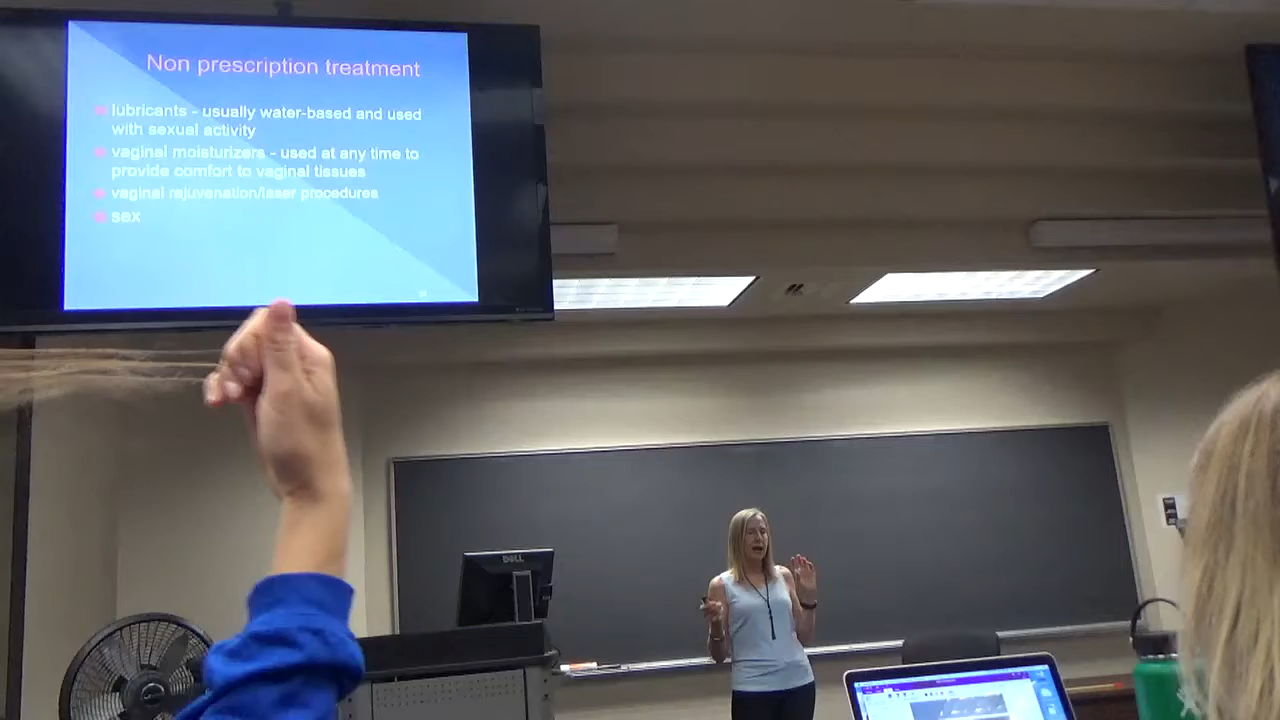 Non prescription treatment
lubricants - usually water-based and used
with sexual activity
vaginal moisturizers - used at any time to
provide comfort to vaginal tissues
vaginal rejuvenation/laser procedures
sex
DELL